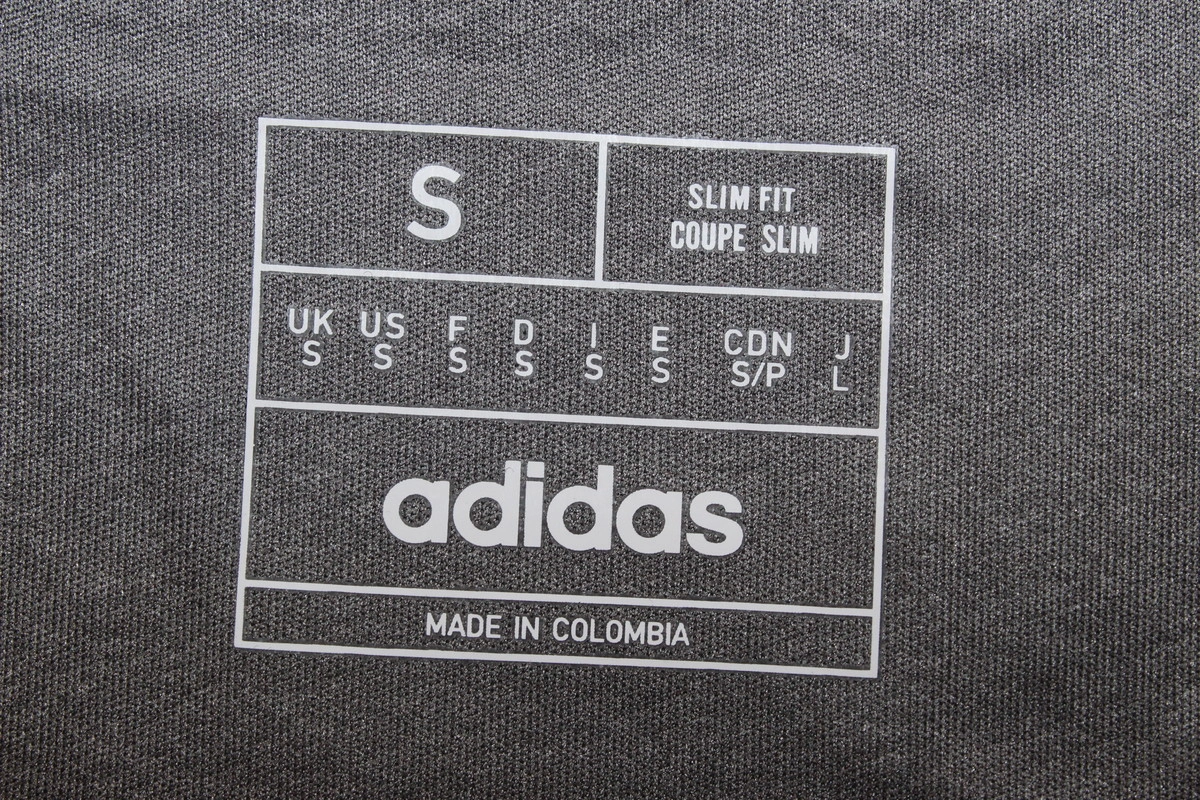 S
SLIM FIT
COUPE SLIM
UK US F D I E CDN J
S S S S S S S/P L
adidas
MADE IN COLOMBIA